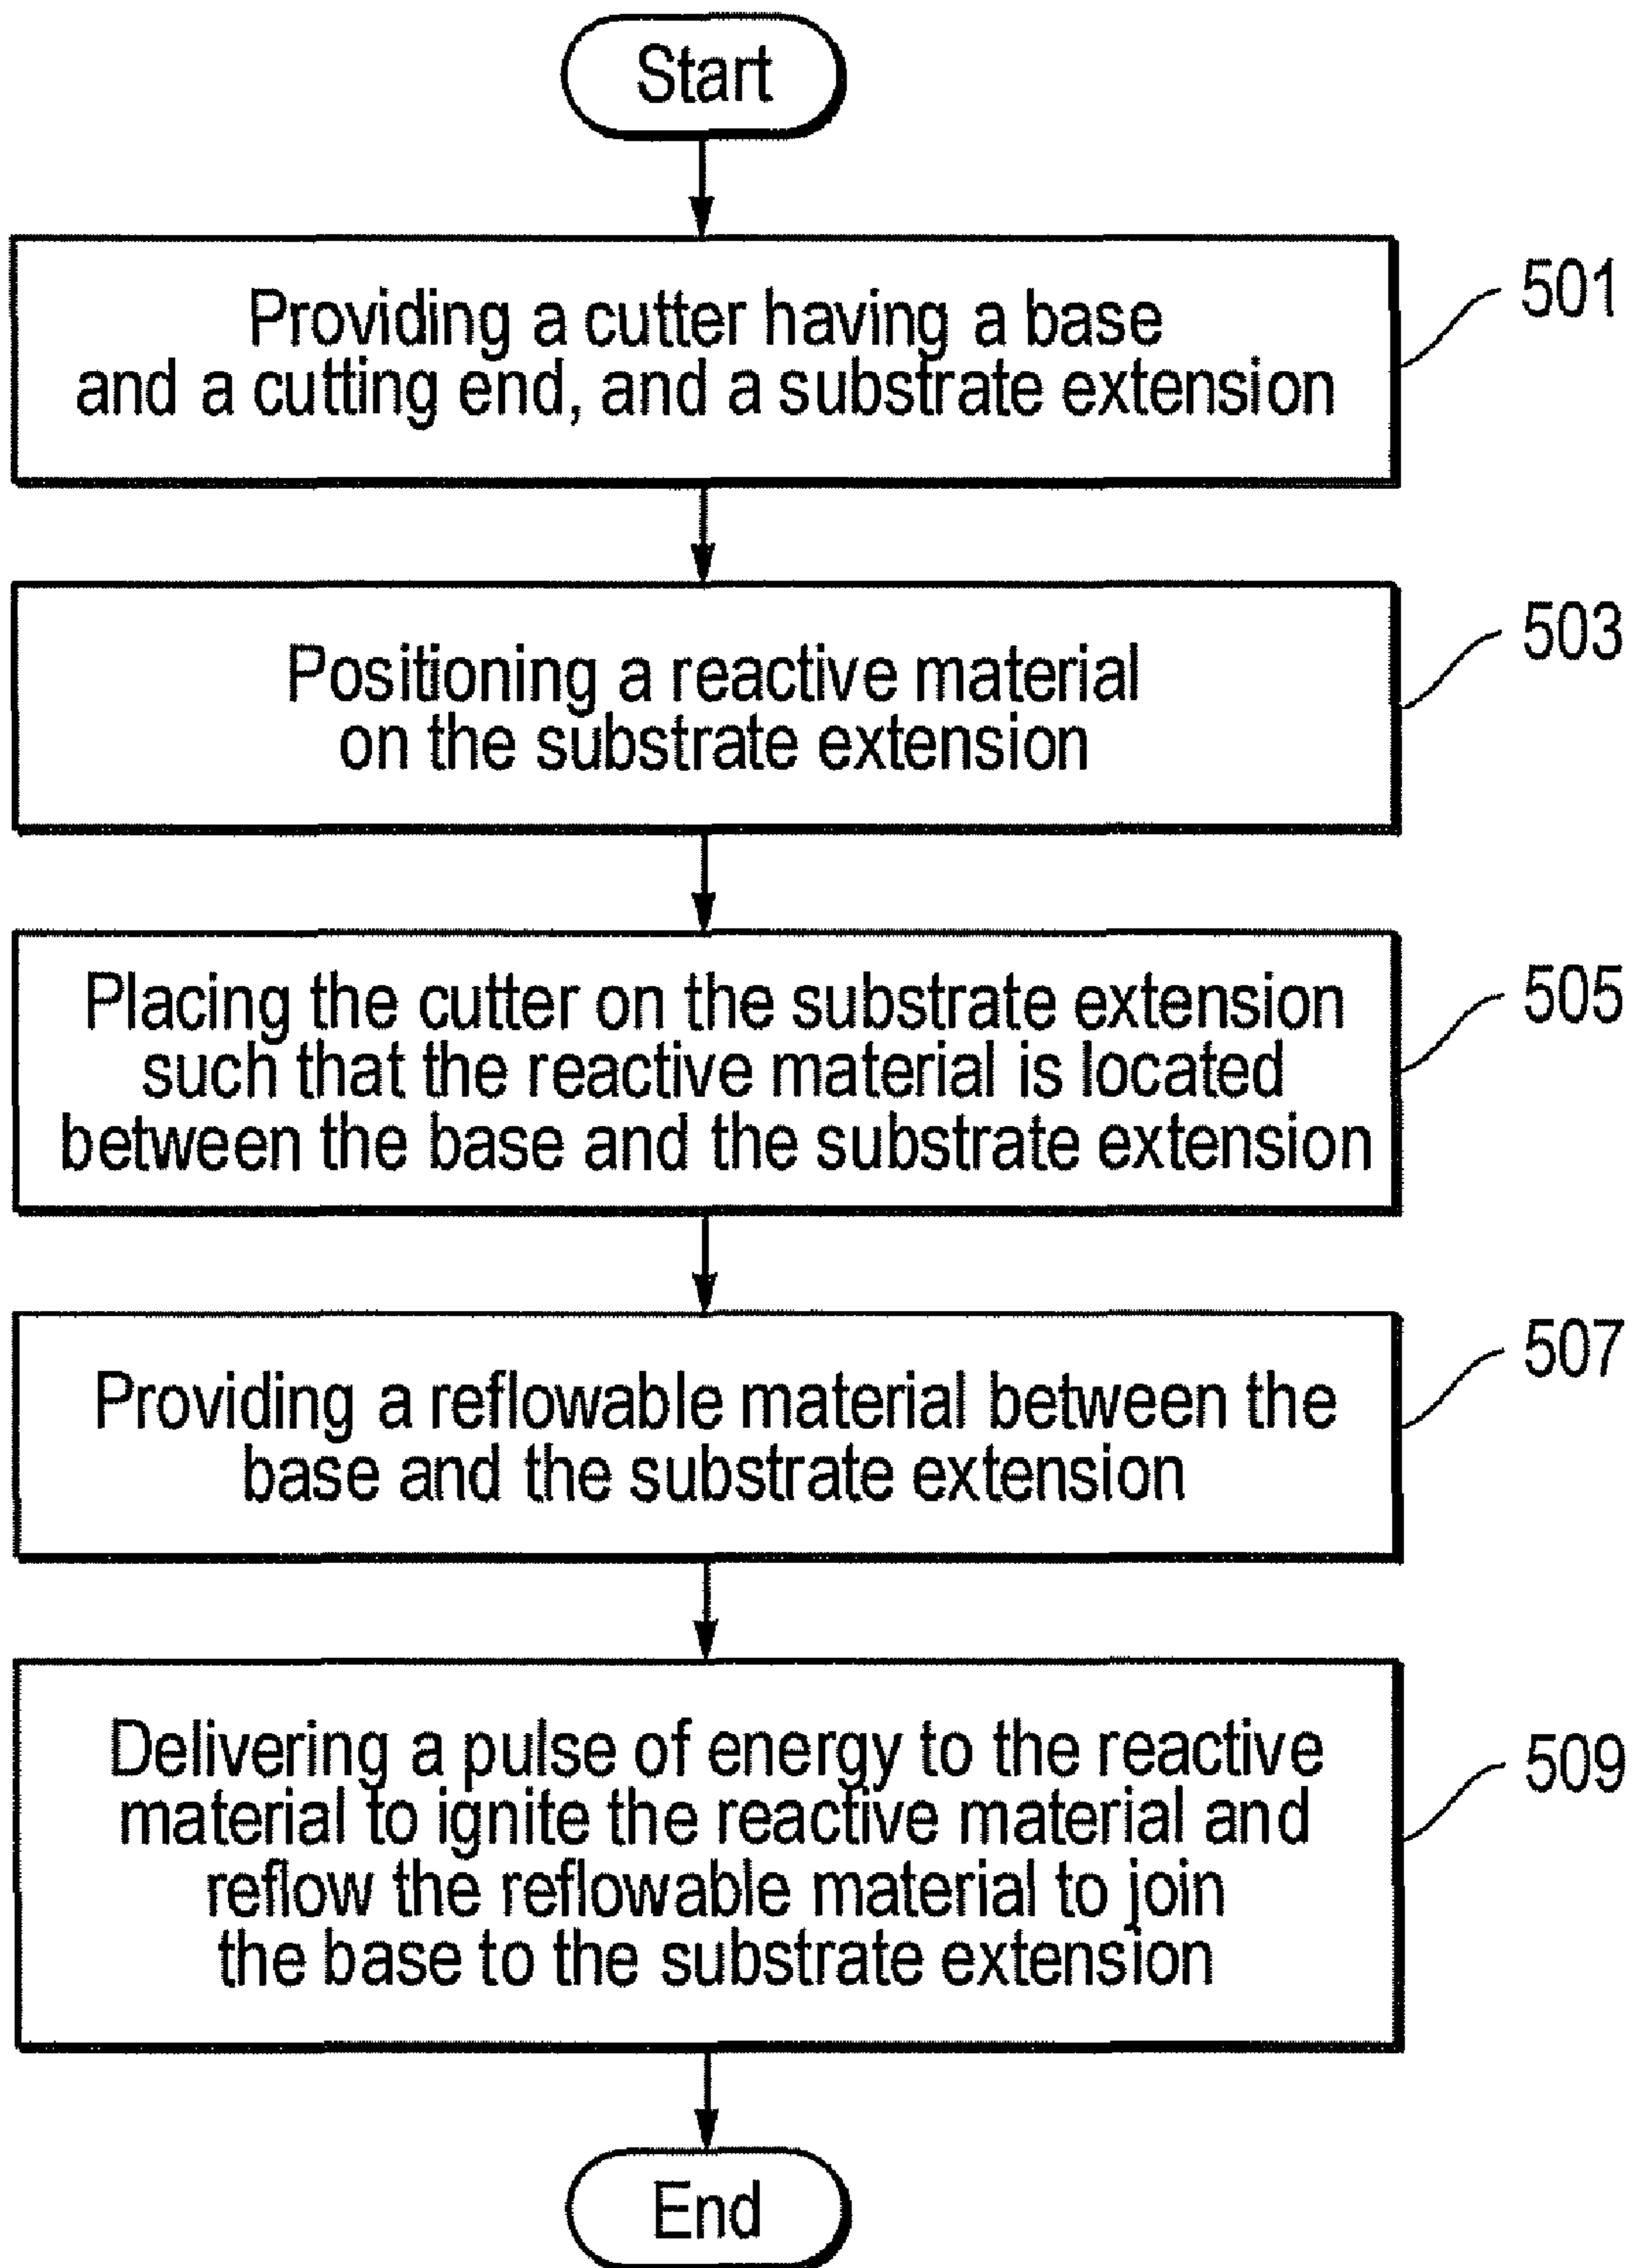 Start
Providing a cutter having a base
and a cutting end, and a substrate extension
501
Positioning a reactive material
on the substrate extension
503
Placing the cutter on the substrate extension
such that the reactive material is located
between the base and the substrate extension
505
Providing a reflowable material between the
base and the substrate extension
507
Delivering a pulse of energy to the reactive
material to ignite the reactive material and
reflow the reflowable material to join
the base to the substrate extension
509
End